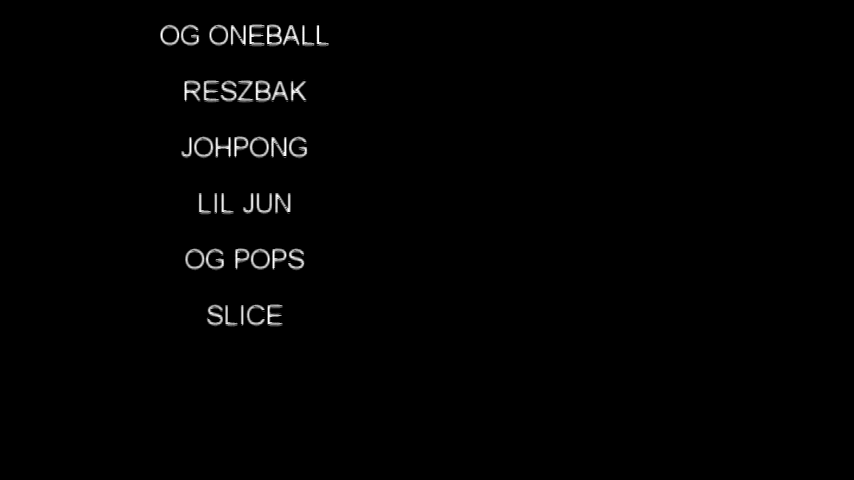 OG ONEBALL
RESZBAK
JOHPONG
LIL JUN
OG POPS
SLICE